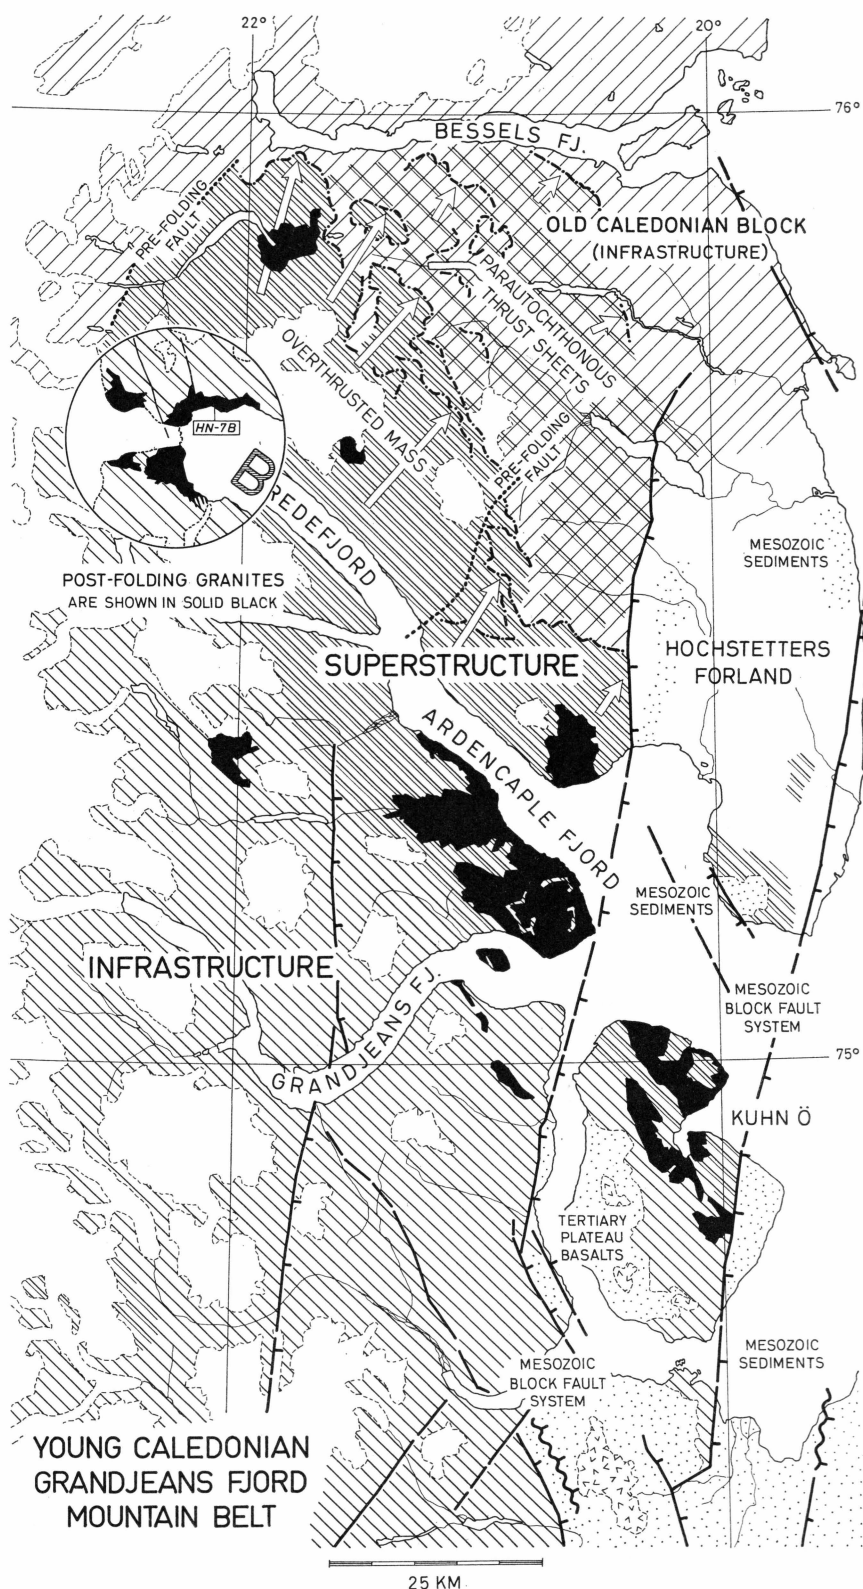 22°
20°
76°
BESSELS FJ.
PRE-FOLDING
FAULT
OLD CALEDONIAN BLOCK
(INFRASTRUCTURE)
PARAUTOCHTHONOUS
THRUST SHEETS
OVERTHRUSTED MASS
PRE-FOLDING
FAULT
HN-7B
BREDEFJORD
POST-FOLDING GRANITES
ARE SHOWN IN SOLID BLACK
MESOZOIC
SEDIMENTS
HOCHSTETTERS
FORLAND
SUPERSTRUCTURE
ARDENCAPLE FJORD
MESOZOIC
SEDIMENTS
INFRASTRUCTURE
GRANDJEANS FJ.
MESOZOIC
BLOCK FAULT
SYSTEM
75°
KUHN Ö
TERTIARY
PLATEAU
BASALTS
MESOZOIC
SEDIMENTS
MESOZOIC
BLOCK FAULT
SYSTEM
YOUNG CALEDONIAN
GRANDJEANS FJORD
MOUNTAIN BELT
25 KM